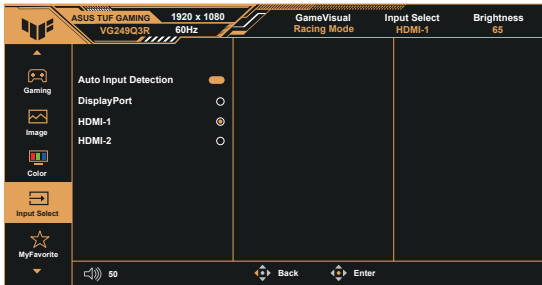 ASUS TUF GAMING 1920 x 1080 GameVisual Input Select Brightness
VG249Q3R 60Hz Racing Mode HDMI-1 65
Gaming
Image
Color
Input Select
MyFavorite
Auto Input Detection
DisplayPort
HDMI-1
HDMI-2
50 Back Enter